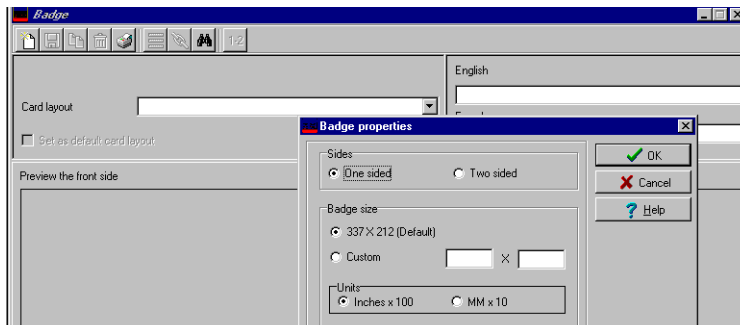 Badge
1-2
English
Card layout
Set as default card layout
Badge properties
Sides
One sided
Two sided
OK
Cancel
Help
Preview the front side
Badge size
337 X 212 (Default)
Custom
X
Units
Inches x 100
MM x 10